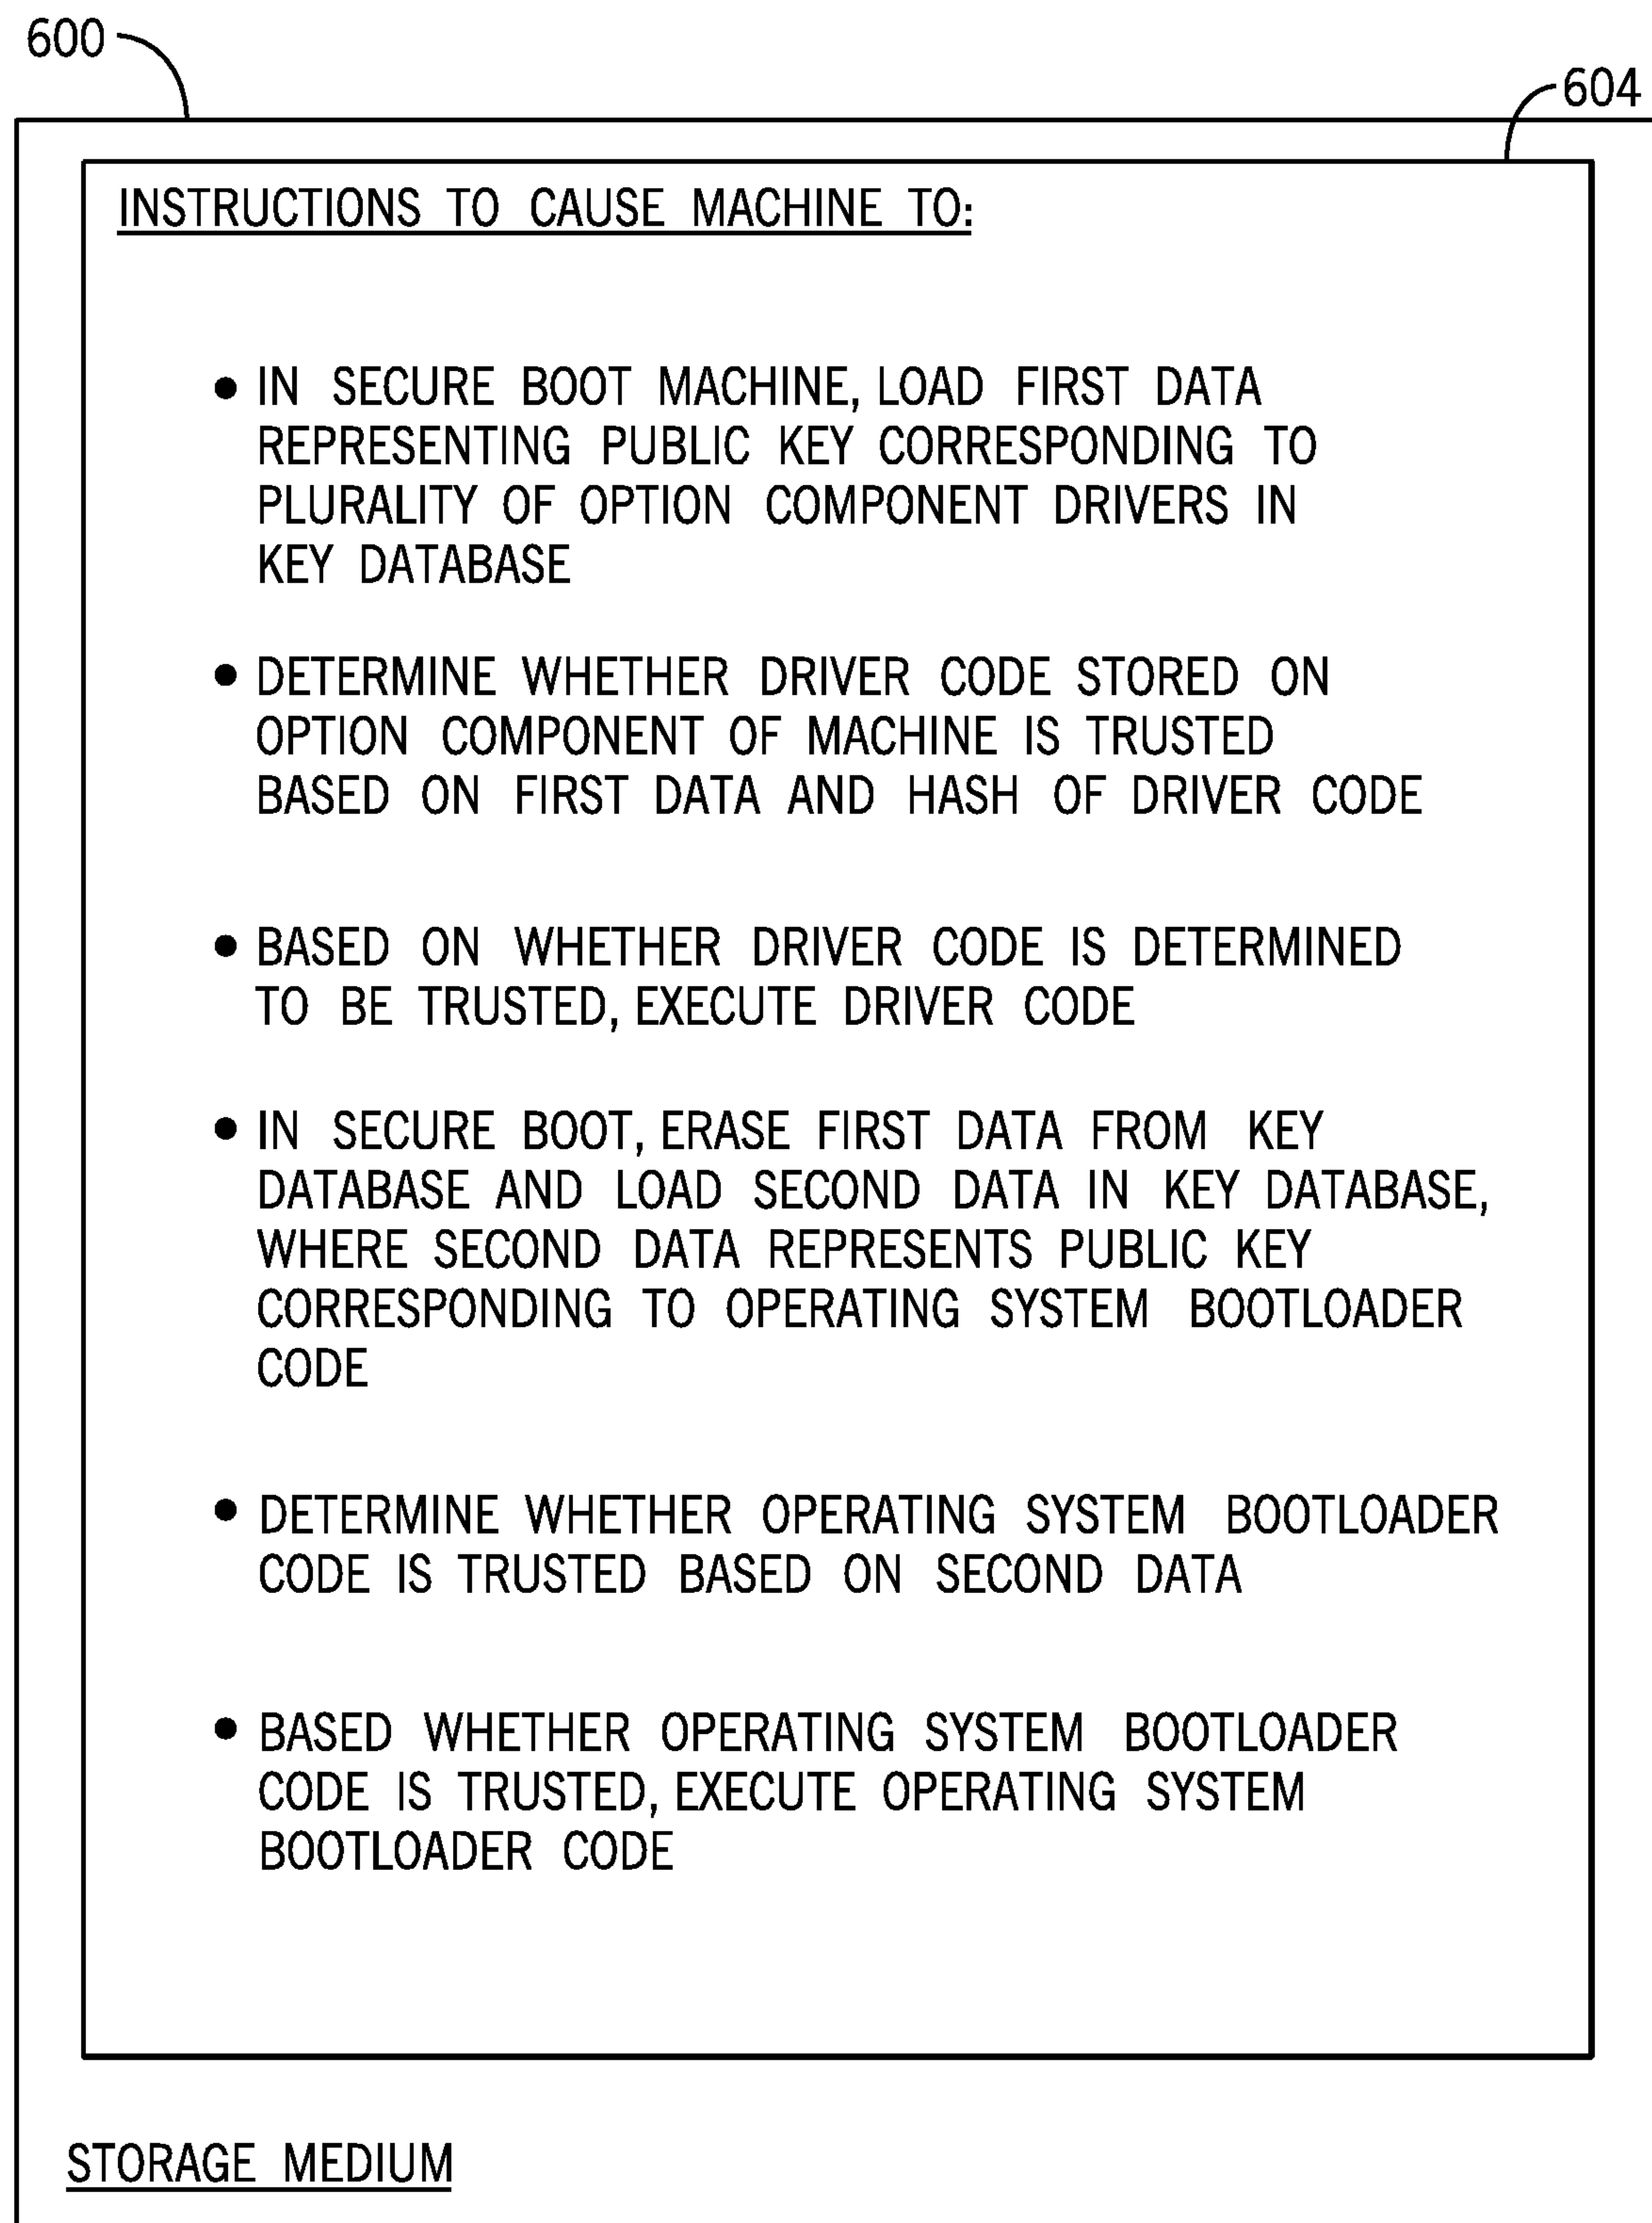 600
604
INSTRUCTIONS TO CAUSE MACHINE TO:
● IN SECURE BOOT MACHINE, LOAD FIRST DATA
REPRESENTING PUBLIC KEY CORRESPONDING TO
PLURALITY OF OPTION COMPONENT DRIVERS IN
KEY DATABASE
● DETERMINE WHETHER DRIVER CODE STORED ON
OPTION COMPONENT OF MACHINE IS TRUSTED
BASED ON FIRST DATA AND HASH OF DRIVER CODE
● BASED ON WHETHER DRIVER CODE IS DETERMINED
TO BE TRUSTED, EXECUTE DRIVER CODE
● IN SECURE BOOT, ERASE FIRST DATA FROM KEY
DATABASE AND LOAD SECOND DATA IN KEY DATABASE,
WHERE SECOND DATA REPRESENTS PUBLIC KEY
CORRESPONDING TO OPERATING SYSTEM BOOTLOADER
CODE
● DETERMINE WHETHER OPERATING SYSTEM BOOTLOADER
CODE IS TRUSTED BASED ON SECOND DATA
● BASED WHETHER OPERATING SYSTEM BOOTLOADER
CODE IS TRUSTED, EXECUTE OPERATING SYSTEM
BOOTLOADER CODE
STORAGE MEDIUM